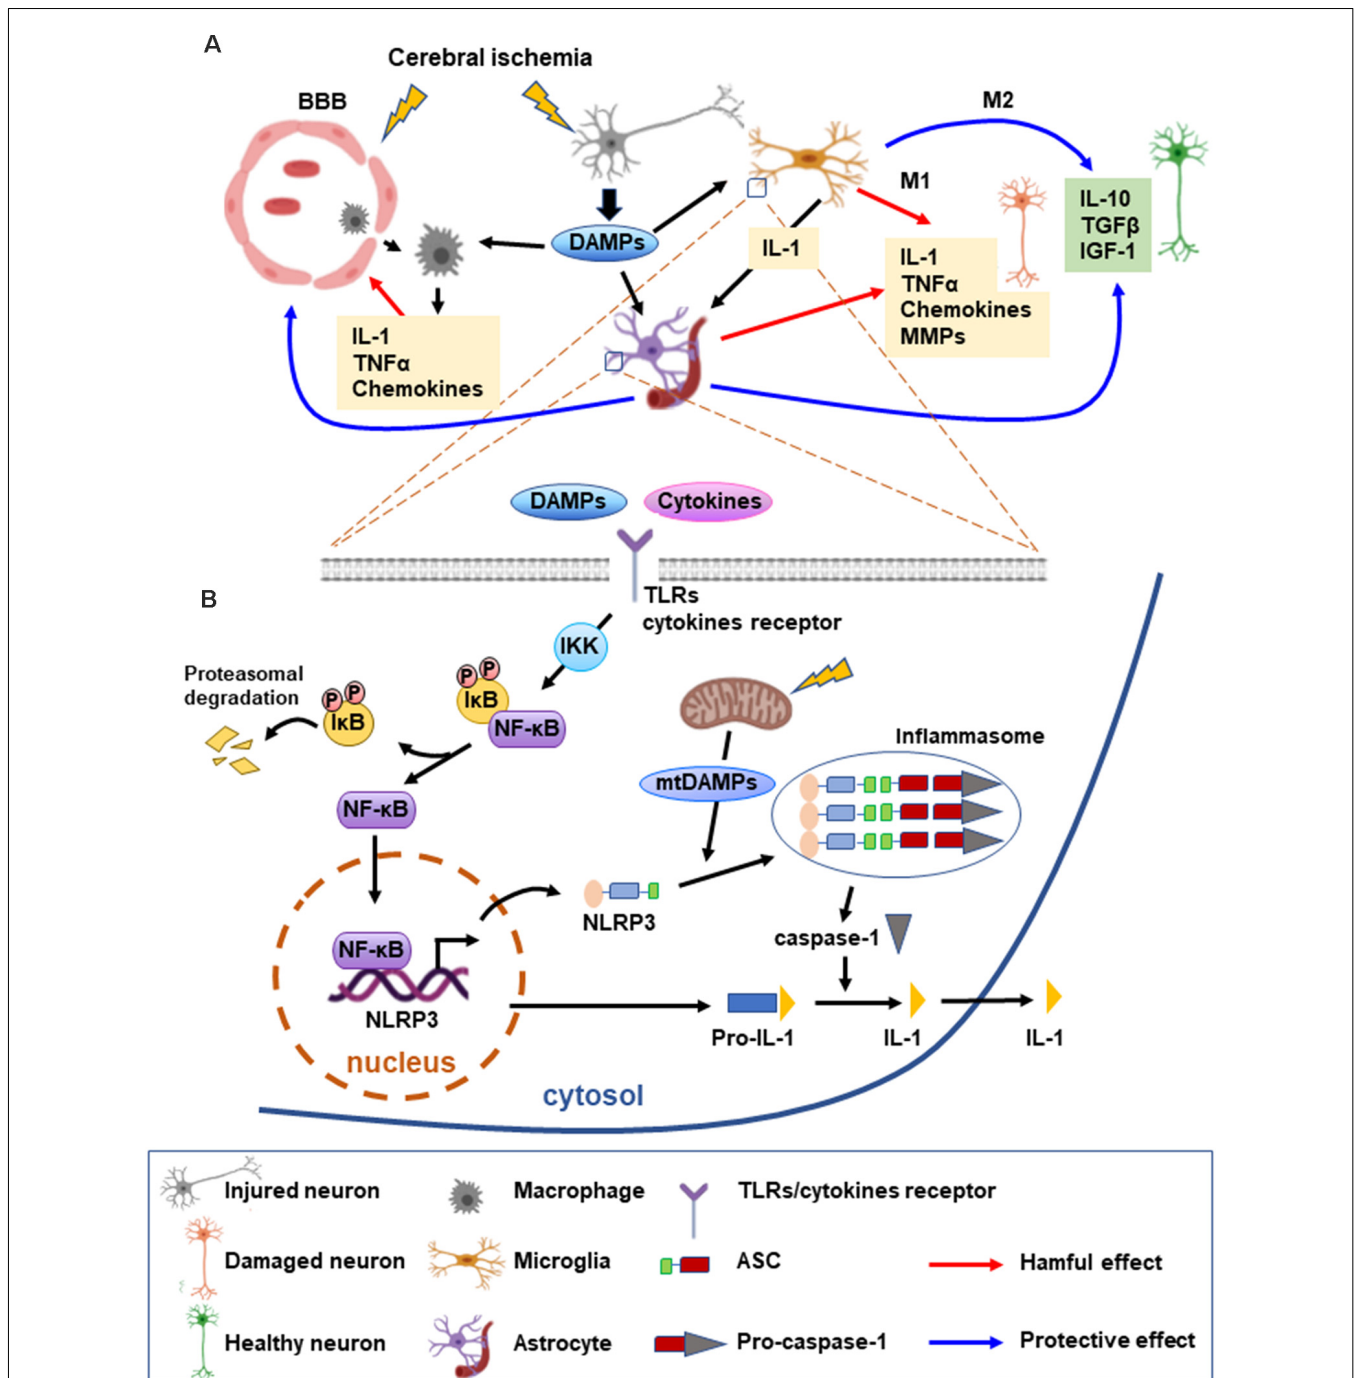 A
Cerebral ischemia
BBB
M2
M1
DAMPs
IL-1
IL-10
TGFβ
IGF-1
IL-1
TNFα
Chemokines
MMPs
IL-1
TNFα
Chemokines
DAMPs
Cytokines
B
TLRs
cytokines receptor
IKK
Proteasomal
degradation
P P
IκB
P P
IκB
NF-κB
Inflammasome
mtDAMPs
NF-κB
NLRP3
caspase-1
NF-κB
NLRP3
Pro-IL-1
IL-1
IL-1
nucleus
cytosol
Injured neuron
Macrophage
TLRs/cytokines receptor
Damaged neuron
Microglia
ASC
Hamful effect
Healthy neuron
Astrocyte
Pro-caspase-1
Protective effect